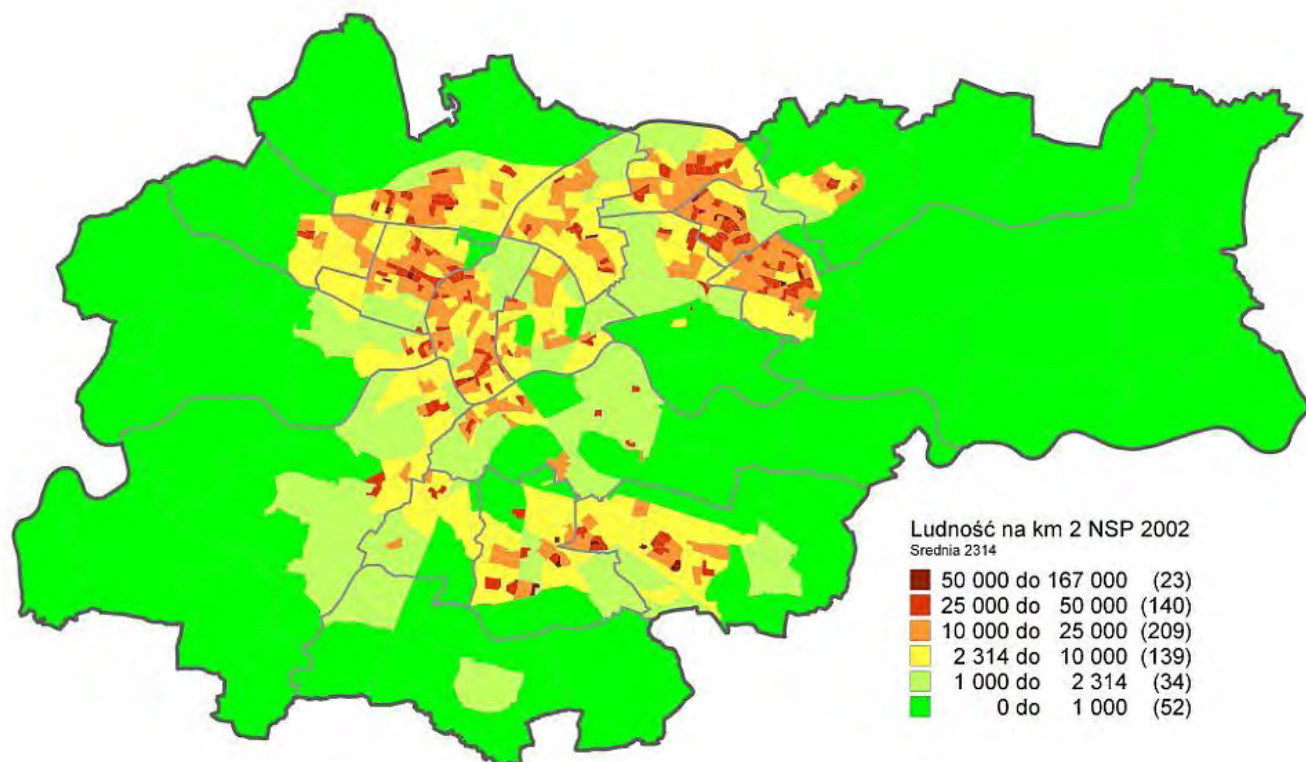 Ludność na km 2 NSP 2002
Srednia 2314
50 000 do 167 000 (23)
25 000 do 50 000 (140)
10 000 do 25 000 (209)
2 314 do 10 000 (139)
1 000 do 2 314 (34)
0 do 1 000 (52)